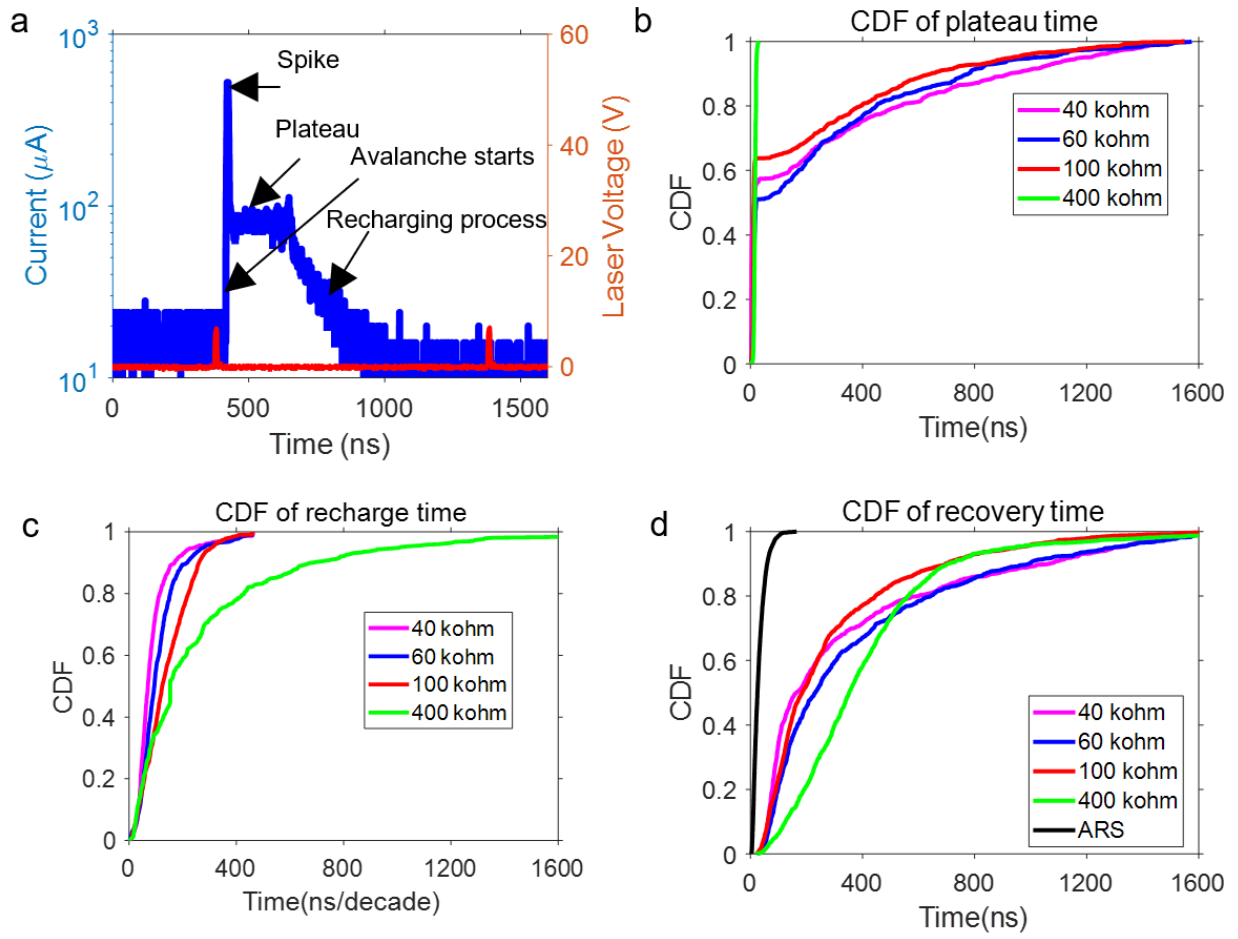 a
10³
10²
10¹
Current (μA)
Spike
Plateau
Avalanche starts
Recharging process
60
40
20
0
Laser Voltage (V)
0 500 1000 1500
Time (ns)
b
CDF of plateau time
1
0.8
0.6
0.4
0.2
0
CDF
40 kohm
60 kohm
100 kohm
400 kohm
0 400 800 1200 1600
Time(ns)
c
CDF of recharge time
1
0.8
0.6
0.4
0.2
0
CDF
40 kohm
60 kohm
100 kohm
400 kohm
0 400 800 1200 1600
Time(ns/decade)
d
CDF of recovery time
1
0.8
0.6
0.4
0.2
0
CDF
40 kohm
60 kohm
100 kohm
400 kohm
ARS
0 400 800 1200 1600
Time(ns)